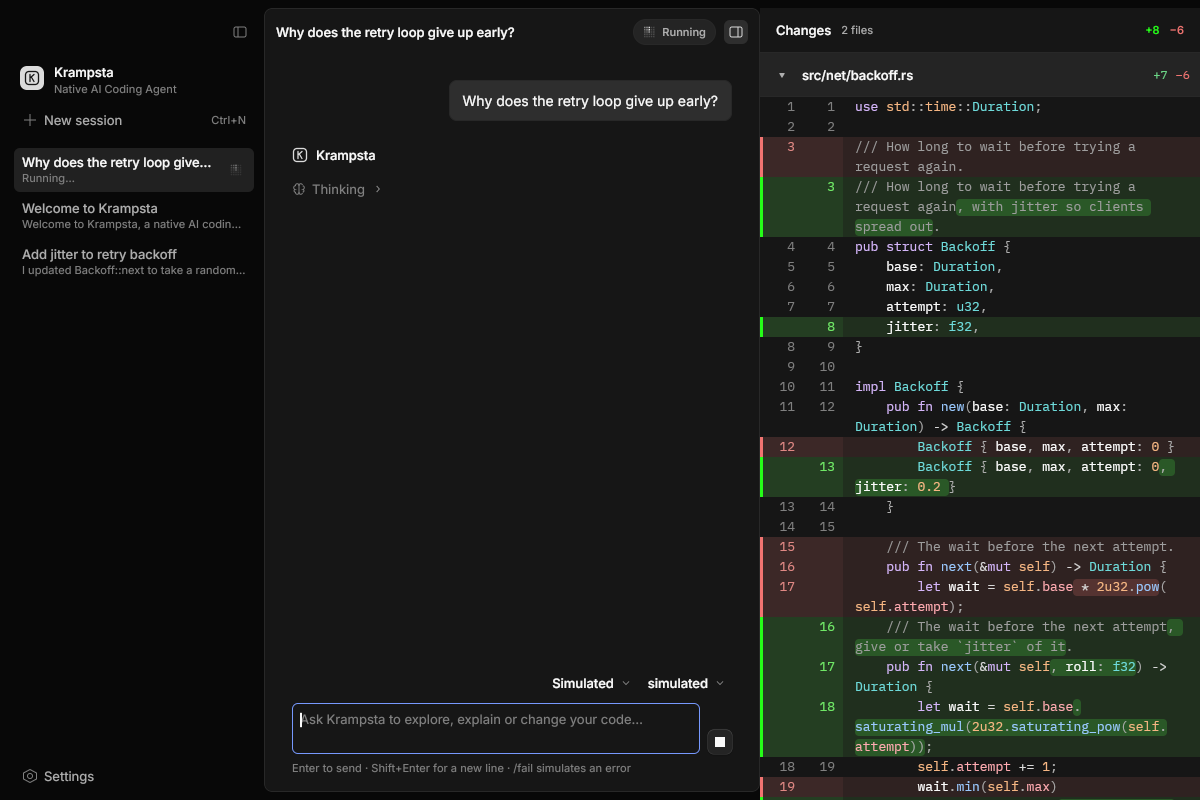 Krampsta
Native AI Coding Agent
New session Ctrl+N
Why does the retry loop give...
Running...
Welcome to Krampsta
Welcome to Krampsta, a native AI codin...
Add jitter to retry backoff
I updated Backoff::next to take a random...
Settings
Why does the retry loop give up early?
Running
Why does the retry loop give up early?
K Krampsta
Thinking
Simulated simulated
Ask Krampsta to explore, explain or change your code...
Enter to send · Shift+Enter for a new line · /fail simulates an error
Changes 2 files +8 −6
src/net/backoff.rs +7 −6
1 1 use std::time::Duration;
2 2
3 /// How long to wait before trying a
request again.
3 /// How long to wait before trying a
request again, with jitter so clients
spread out.
4 4 pub struct Backoff {
5 5 base: Duration,
6 6 max: Duration,
7 7 attempt: u32,
8 jitter: f32,
8 9 }
9 10
10 11 impl Backoff {
11 12 pub fn new(base: Duration, max:
Duration) -> Backoff {
12 Backoff { base, max, attempt: 0 }
13 Backoff { base, max, attempt: 0,
jitter: 0.2 }
13 14 }
14 15
15 /// The wait before the next attempt.
16 pub fn next(&mut self) -> Duration {
17 let wait = self.base * 2u32.pow(
self.attempt);
16 /// The wait before the next attempt,
give or take `jitter` of it.
17 pub fn next(&mut self, roll: f32) ->
Duration {
18 let wait = self.base.
saturating_mul(2u32.saturating_pow(self.
attempt));
18 19 self.attempt += 1;
19 wait.min(self.max)